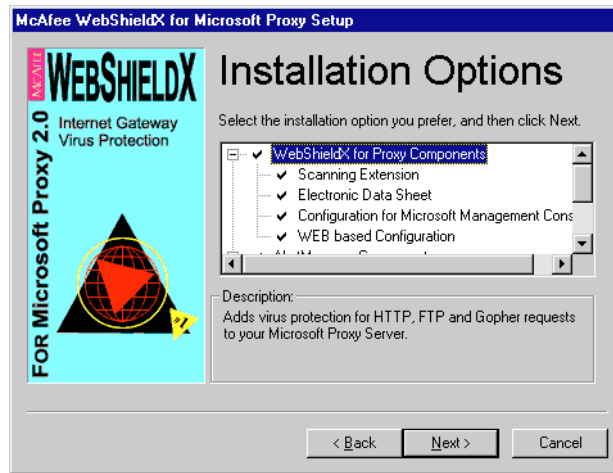 McAfee WebShieldX for Microsoft Proxy Setup
MCAFEE
WEBSHIELDX
FOR Microsoft Proxy 2.0
Internet Gateway
Virus Protection
#1
Installation Options
Select the installation option you prefer, and then click Next.
WebShieldX for Proxy Components
Scanning Extension
Electronic Data Sheet
Configuration for Microsoft Management Cons
WEB based Configuration
Description:
Adds virus protection for HTTP, FTP and Gopher requests
to your Microsoft Proxy Server.
< Back
Next >
Cancel